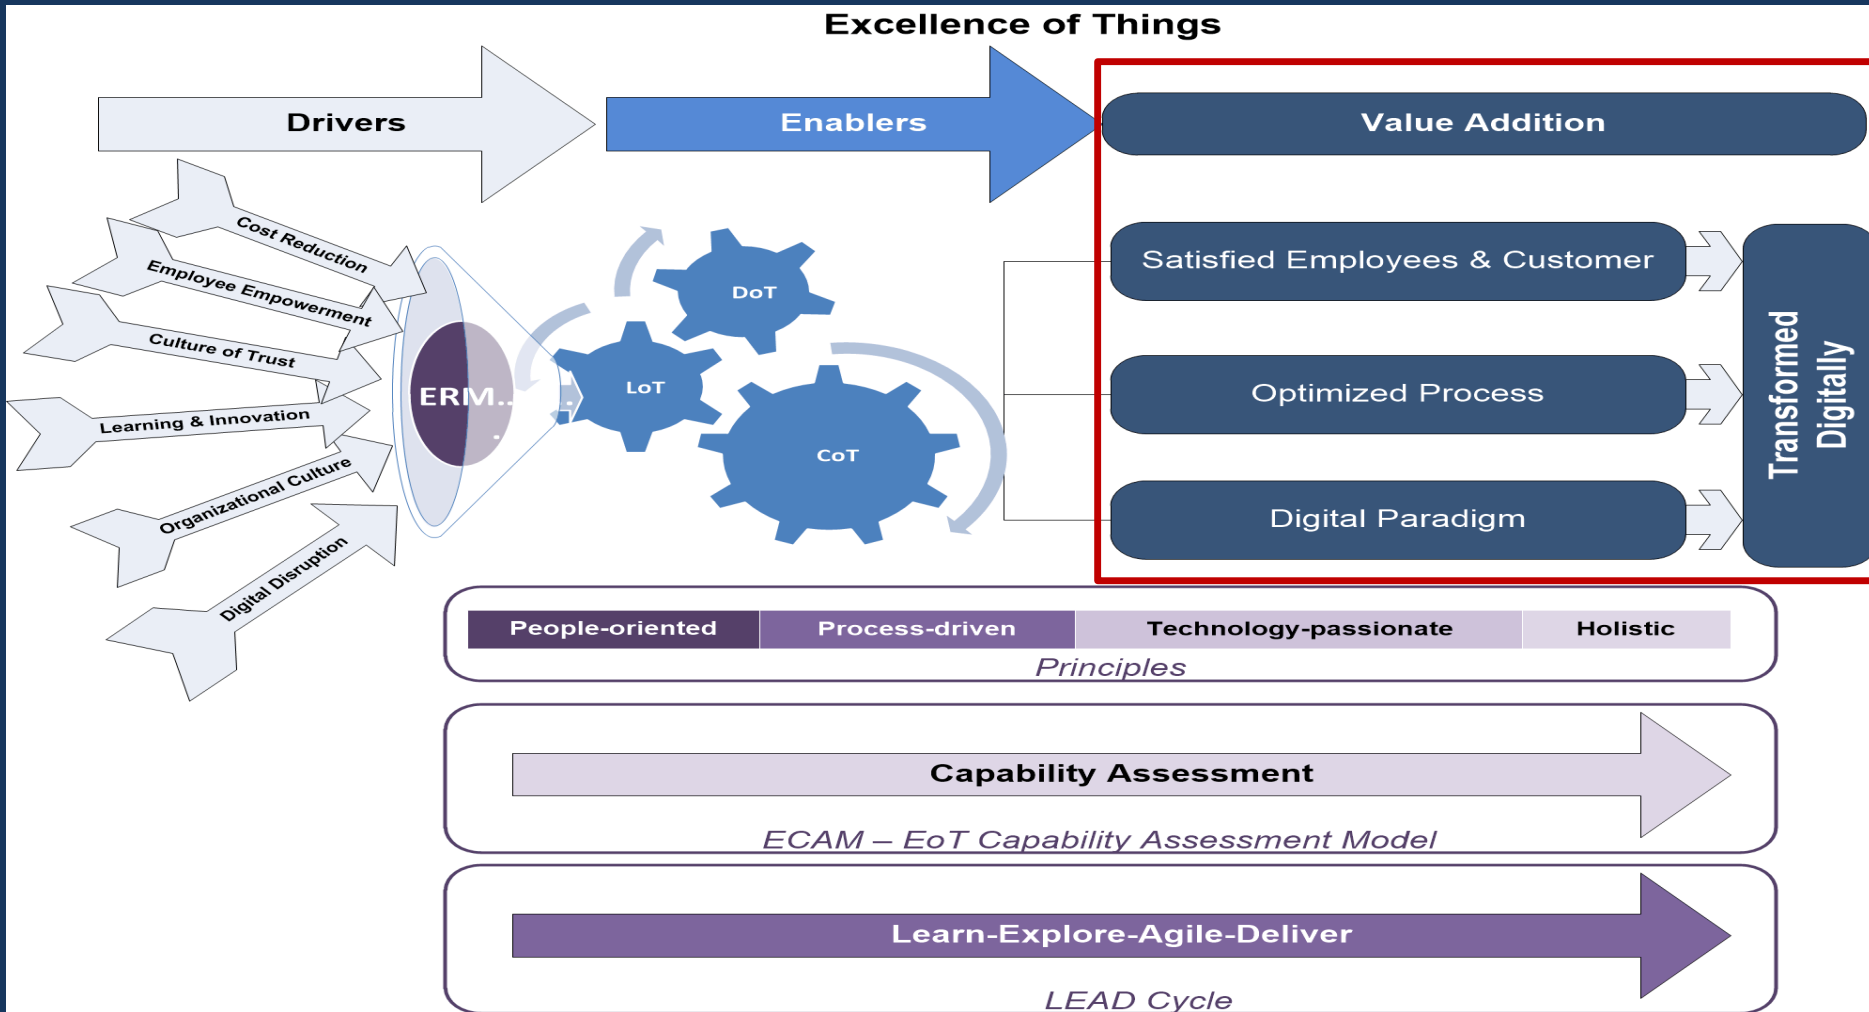 Excellence of Things
Drivers
Enablers
Value Addition
Cost Reduction
Employee Empowerment
Culture of Trust
Learning & Innovation
Organizational Culture
Digital Disruption
ERM...
DoT
LoT
CoT
Satisfied Employees & Customer
Optimized Process
Digital Paradigm
Transformed
Digitally
People-oriented Process-driven Technology-passionate Holistic
Principles
Capability Assessment
ECAM – EoT Capability Assessment Model
Learn-Explore-Agile-Deliver
LEAD Cycle